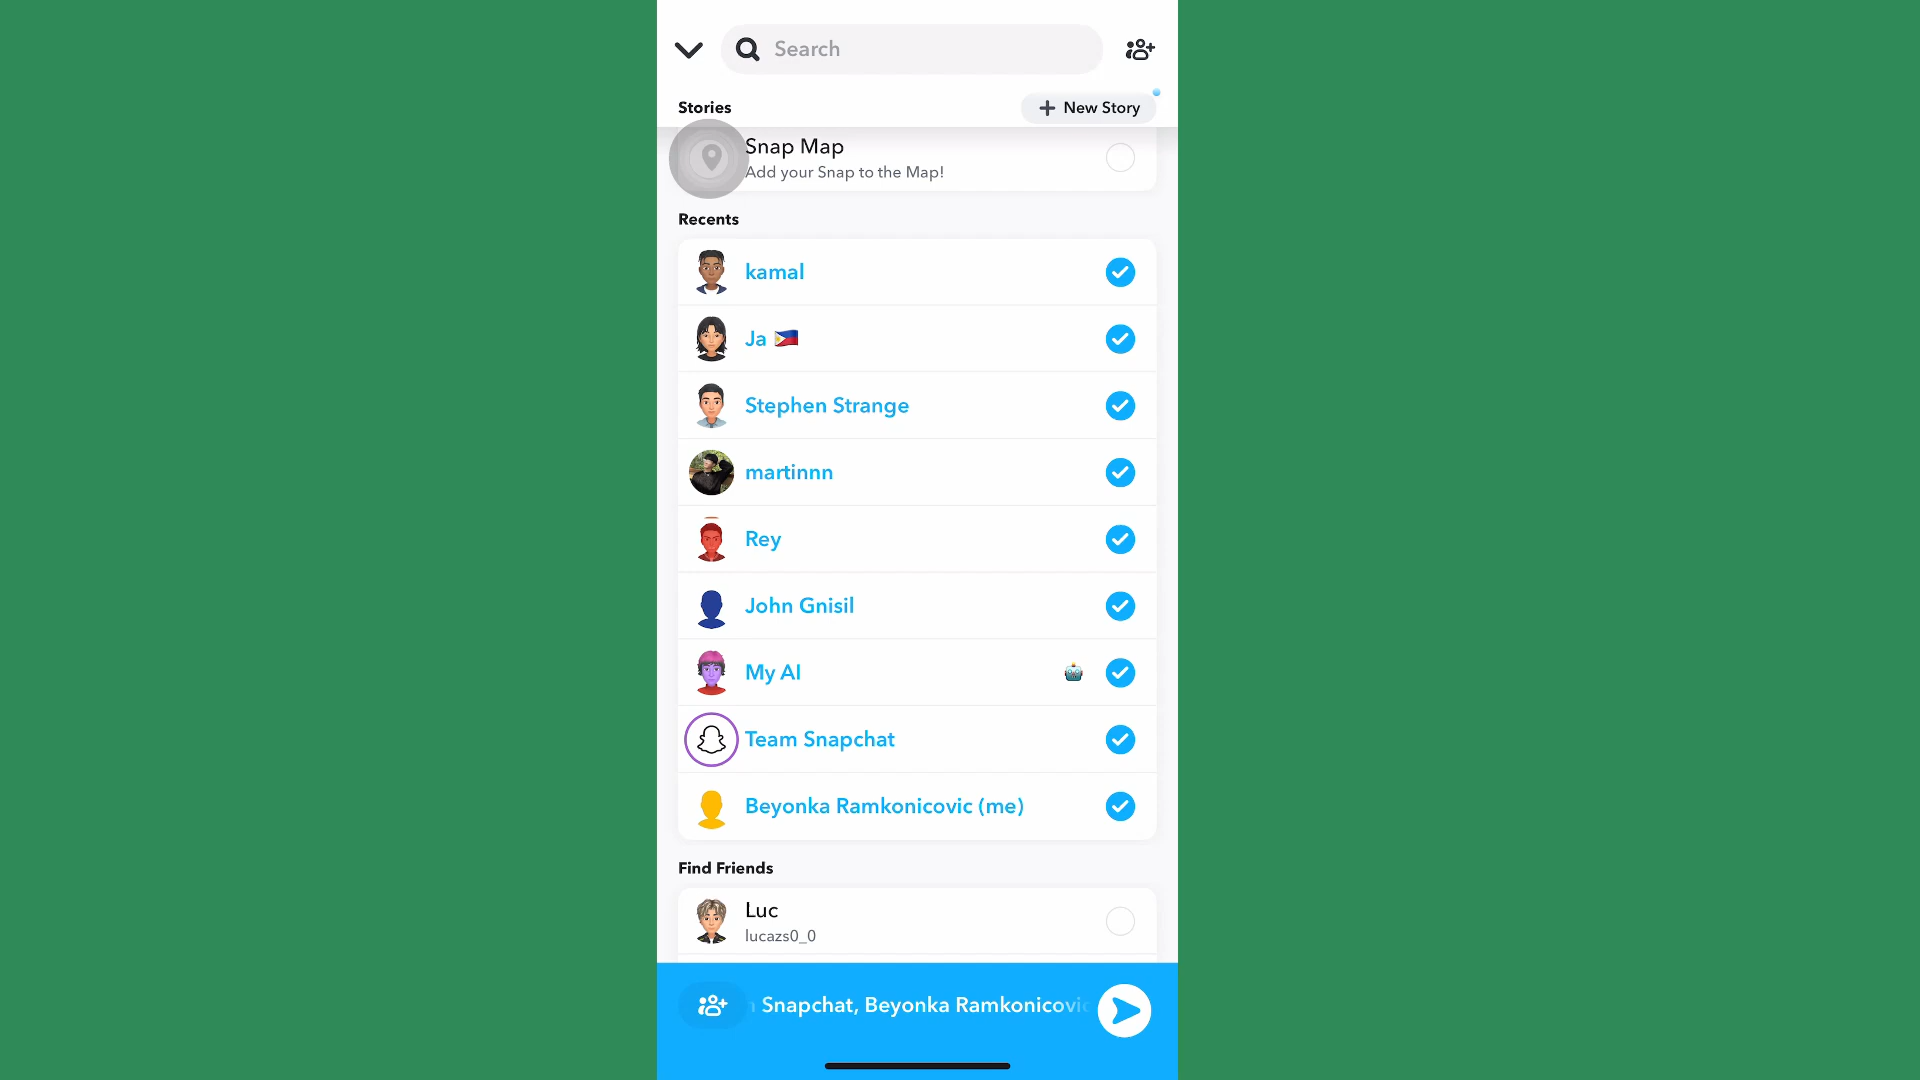 Search
Stories
New Story
Snap Map
Add your Snap to the Map!
Recents
kamal
Ja 🇵🇭
Stephen Strange
martinnn
Rey
John Gnisil
My AI
Team Snapchat
Beyonka Ramkonicovic (me)
Find Friends
Luc
lucazs0_0
Snapchat, Beyonka Ramkonicovic